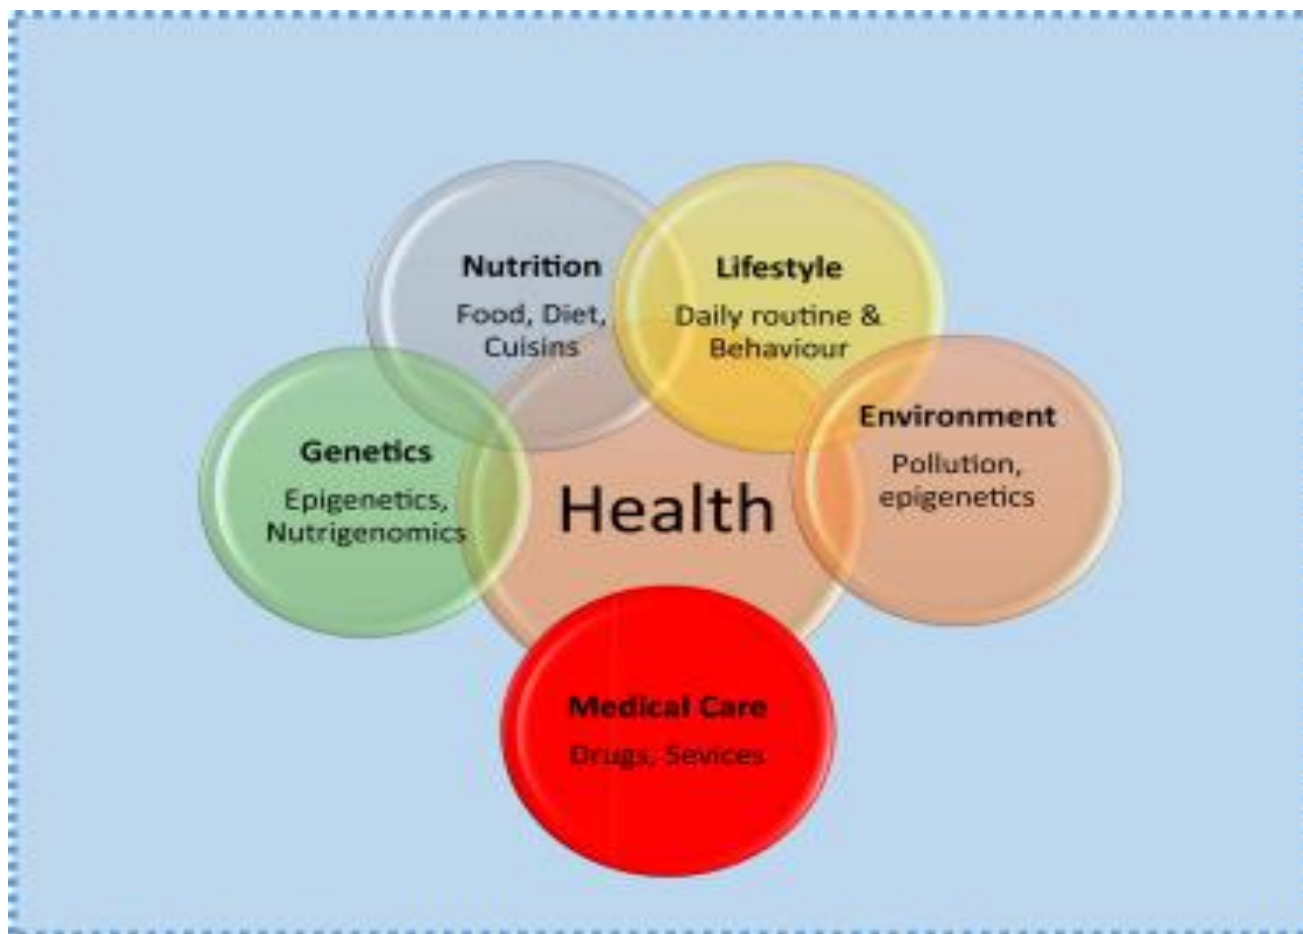 Nutrition
Food, Diet,
Cuisins
Lifestyle
Daily routine &
Behaviour
Genetics
Epigenetics,
Nutrigenomics
Environment
Pollution,
epigenetics
Health
Medical Care
Drugs, Sevices